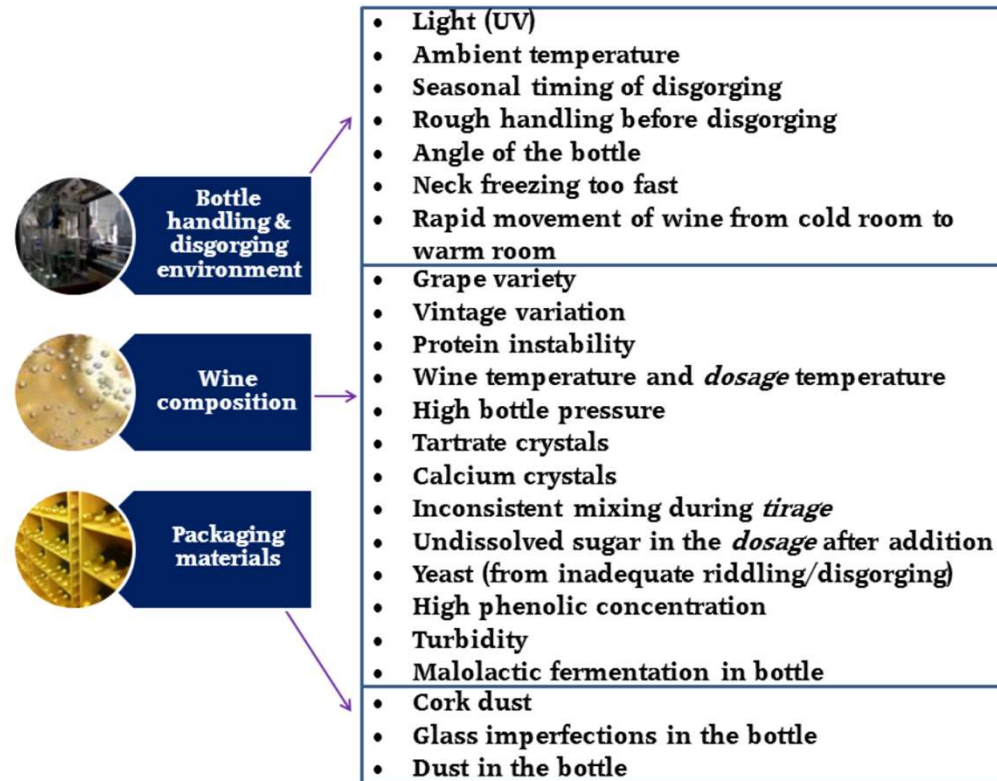 Bottle
handling &
disgorging
environment
• Light (UV)
• Ambient temperature
• Seasonal timing of disgorging
• Rough handling before disgorging
• Angle of the bottle
• Neck freezing too fast
• Rapid movement of wine from cold room to
warm room
Wine
composition
• Grape variety
• Vintage variation
• Protein instability
• Wine temperature and dosage temperature
• High bottle pressure
• Tartrate crystals
• Calcium crystals
• Inconsistent mixing during tirage
• Undissolved sugar in the dosage after addition
• Yeast (from inadequate riddling/disgorging)
• High phenolic concentration
• Turbidity
• Malolactic fermentation in bottle
Packaging
materials
• Cork dust
• Glass imperfections in the bottle
• Dust in the bottle